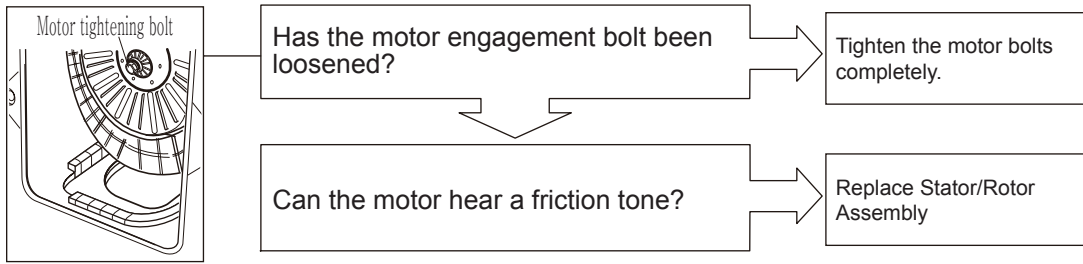 Motor tightening bolt
Has the motor engagement bolt been
loosened?
Tighten the motor bolts
completely.
Can the motor hear a friction tone?
Replace Stator/Rotor
Assembly